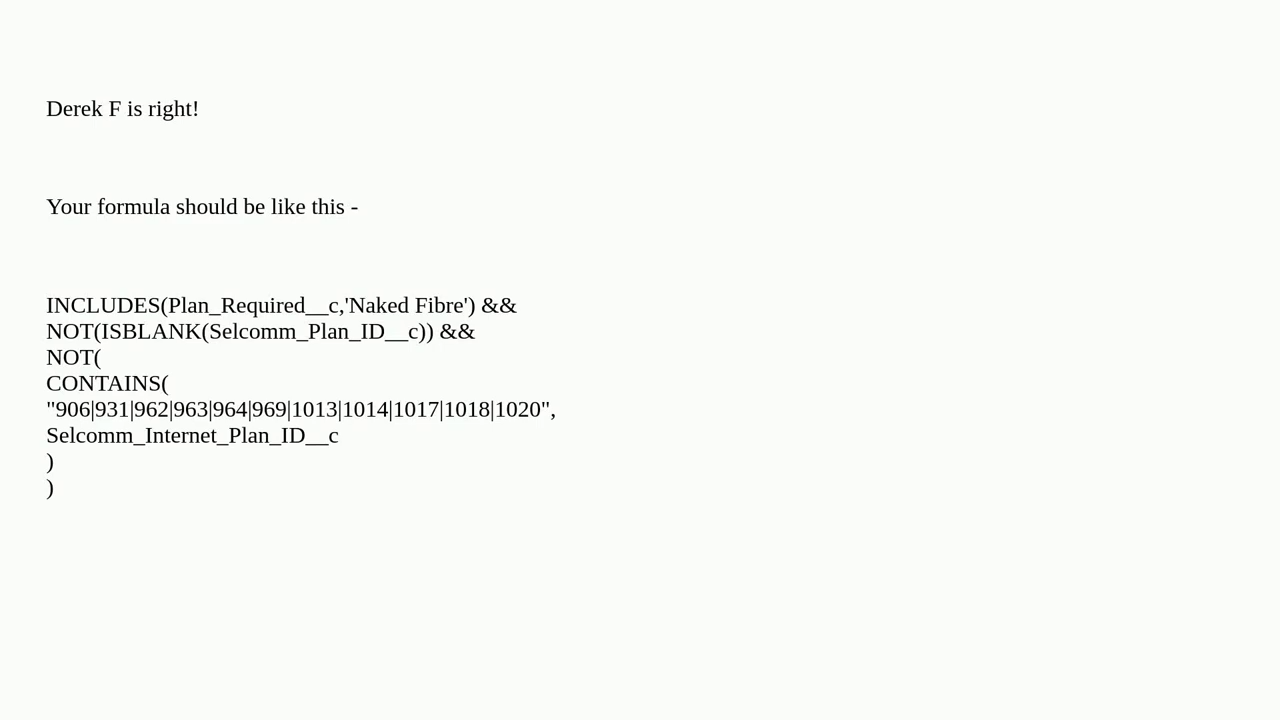 Derek F is right!
Your formula should be like this -
INCLUDES(Plan_Required__c,'Naked Fibre') &&
NOT(ISBLANK(Selcomm_Plan_ID__c)) &&
NOT(
CONTAINS(
"906|931|962|963|964|969|1013|1014|1017|1018|1020",
Selcomm_Internet_Plan_ID__c
)
)